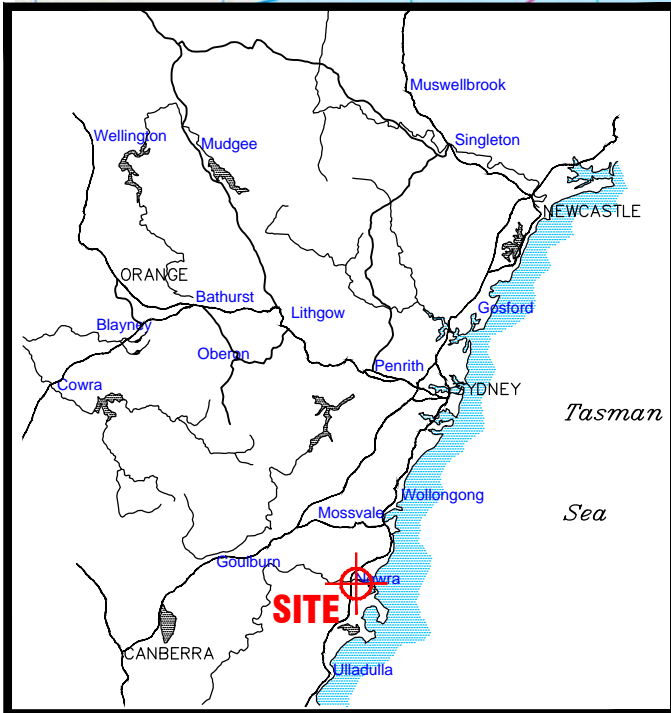 Muswellbrook
Wellington
Mudgee
Singleton
NEWCASTLE
ORANGE
Bathurst
Lithgow
Gosford
Blayney
Oberon
Penrith
Cowra
SYDNEY
Tasman
Wollongong
Mossvale
Sea
Goulburn
Nowra
SITE
CANBERRA
Ulladulla